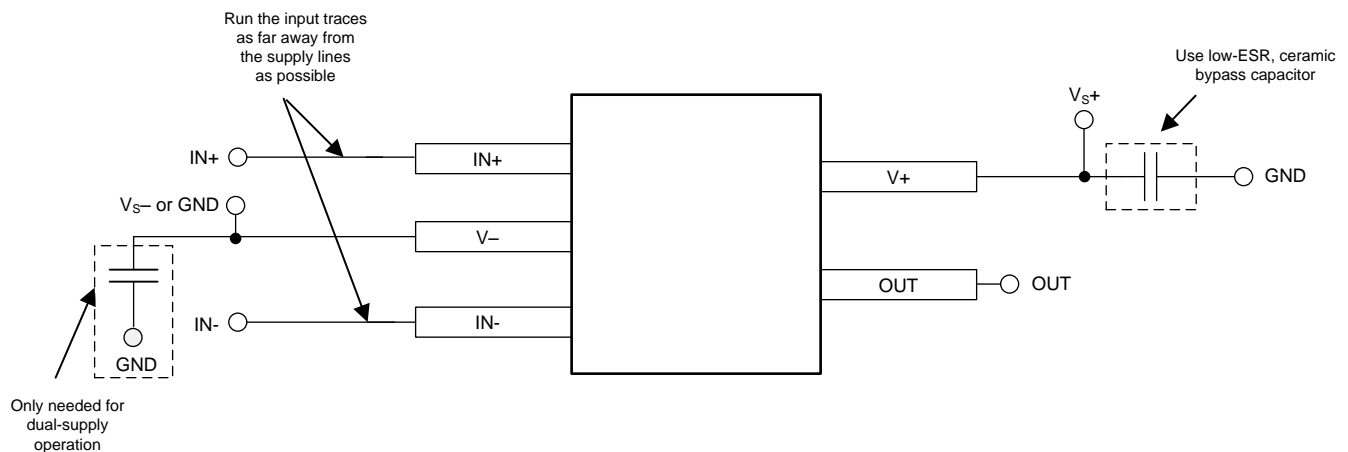 Run the input traces
as far away from
the supply lines
as possible
Use low-ESR, ceramic
bypass capacitor
VS+
IN+
IN+
V+
GND
VS– or GND
V–
OUT
OUT
IN-
IN-
GND
Only needed for
dual-supply
operation